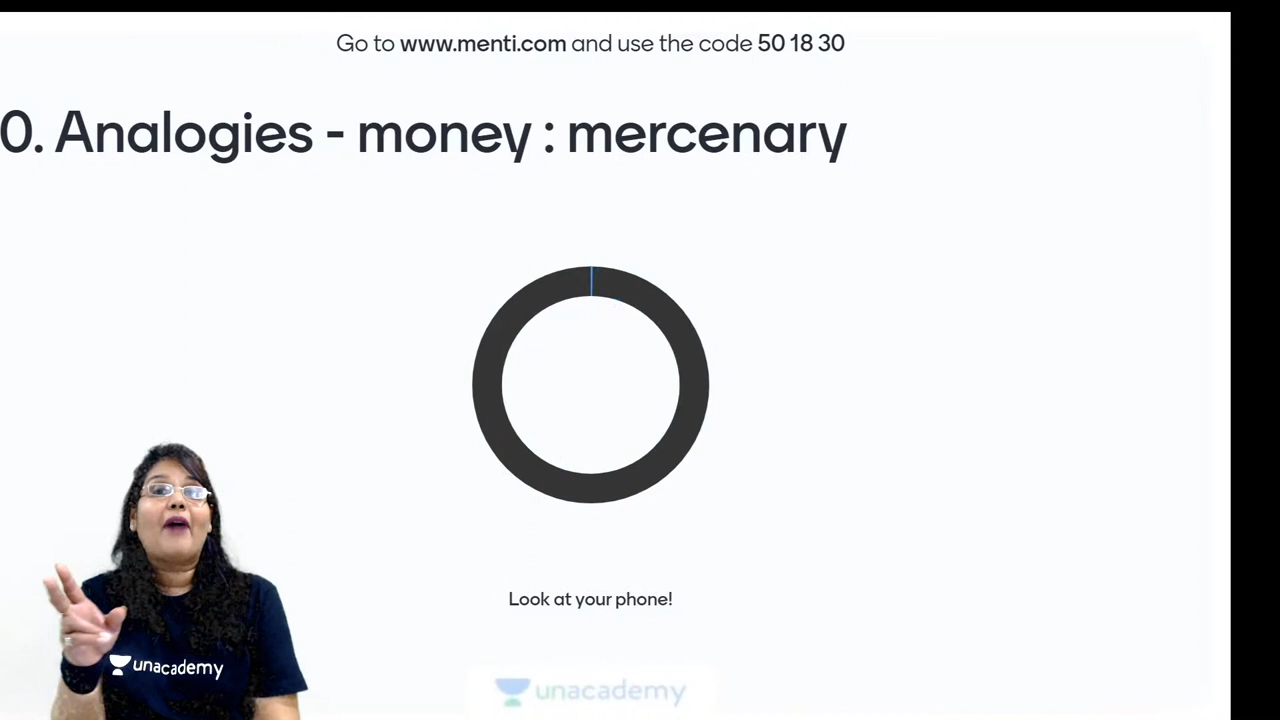 Go to www.menti.com and use the code 50 18 30
0. Analogies - money : mercenary
Look at your phone!
unacademy
unacademy